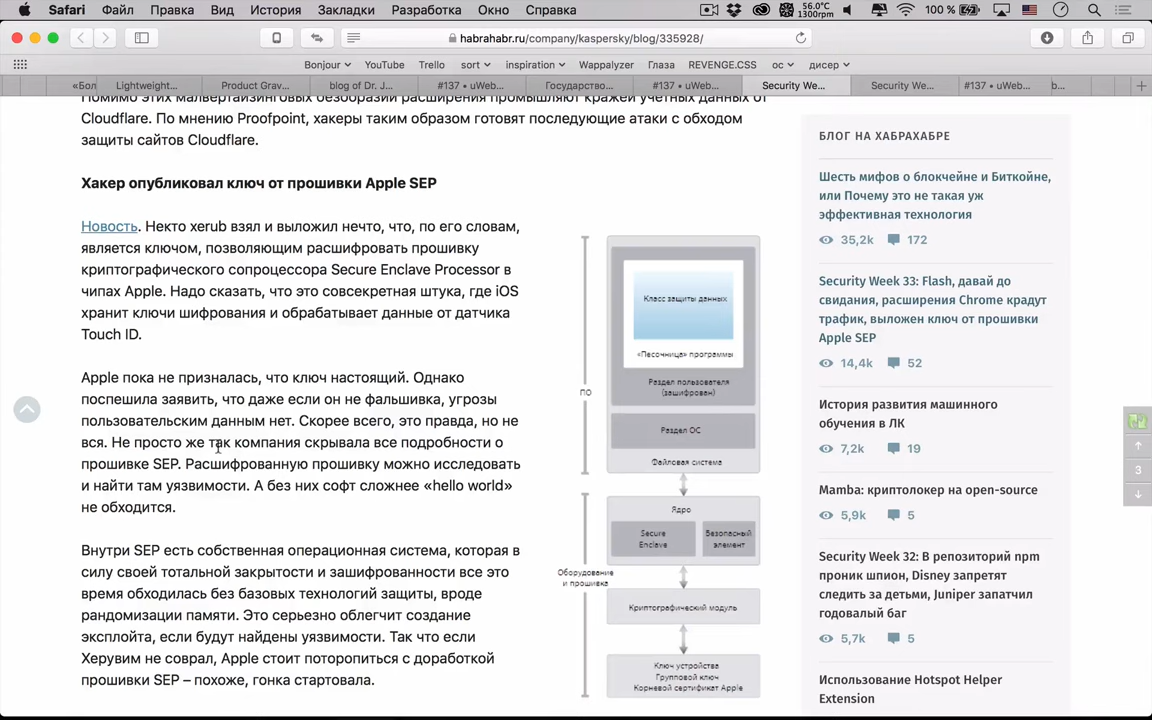 Safari Файл Правка Вид История Закладки Разработка Окно Справка 56.0°C 1300rpm 100 %
habrahabr.ru/company/kaspersky/blog/335928/
Bonjour YouTube Trello sort inspiration Wappalyzer Глаза REVENGE.CSS ос дисер
«Бол Lightweight… Product Grav… blog of Dr. J… #137 • uWeb… Государство… #137 • uWeb… Security We… Security We… #137 • uWeb… b…
Помимо этих малвертайзинговых безобразий расширения промышляют кражей учетных данных от
Cloudflare. По мнению Proofpoint, хакеры таким образом готовят последующие атаки с обходом
защиты сайтов Cloudflare.
Хакер опубликовал ключ от прошивки Apple SEP
Новость. Некто xerub взял и выложил нечто, что, по его словам,
является ключом, позволяющим расшифровать прошивку
криптографического сопроцессора Secure Enclave Processor в
чипах Apple. Надо сказать, что это совсекретная штука, где iOS
хранит ключи шифрования и обрабатывает данные от датчика
Touch ID.
Apple пока не призналась, что ключ настоящий. Однако
поспешила заявить, что даже если он не фальшивка, угрозы
пользовательским данным нет. Скорее всего, это правда, но не
вся. Не просто же так компания скрывала все подробности о
прошивке SEP. Расшифрованную прошивку можно исследовать
и найти там уязвимости. А без них софт сложнее «hello world»
не обходится.
Внутри SEP есть собственная операционная система, которая в
силу своей тотальной закрытости и зашифрованности все это
время обходилась без базовых технологий защиты, вроде
рандомизации памяти. Это серьезно облегчит создание
эксплойта, если будут найдены уязвимости. Так что если
Херувим не соврал, Apple стоит поторопиться с доработкой
прошивки SEP – похоже, гонка стартовала.
Класс защиты данных
«Песочница» программы
Раздел пользователя
(зашифрован)
ПО
Раздел ОС
Файловая система
Ядро
Secure
Enclave
Безопасный
элемент
Оборудование
и прошивка
Криптографический модуль
Ключ устройства
Групповой ключ
Корневой сертификат Apple
БЛОГ НА ХАБРАХАБРЕ
Шесть мифов о блокчейне и Биткойне,
или Почему это не такая уж
эффективная технология
35,2k 172
Security Week 33: Flash, давай до
свидания, расширения Chrome крадут
трафик, выложен ключ от прошивки
Apple SEP
14,4k 52
История развития машинного
обучения в ЛК
7,2k 19
Mamba: криптолокер на open-source
5,9k 5
Security Week 32: В репозиторий npm
проник шпион, Disney запретят
следить за детьми, Juniper запатчил
годовалый баг
5,7k 5
Использование Hotspot Helper
Extension
3